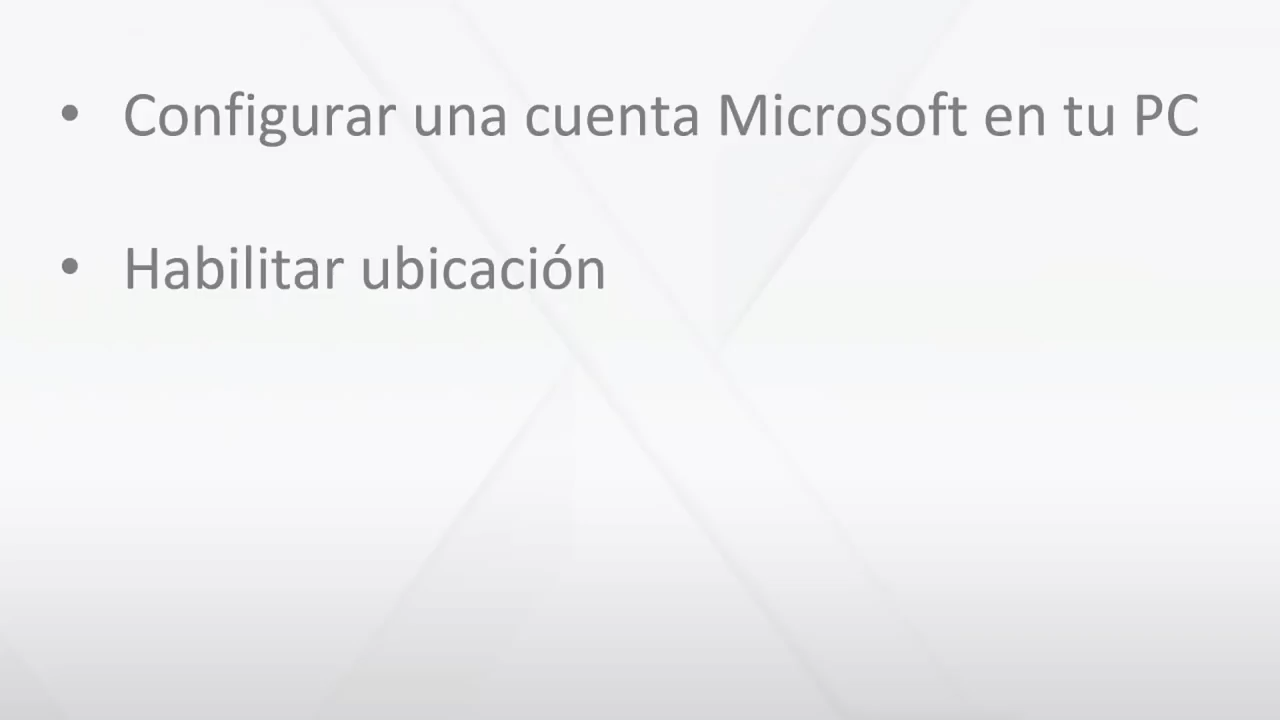 • Configurar una cuenta Microsoft en tu PC
• Habilitar ubicación